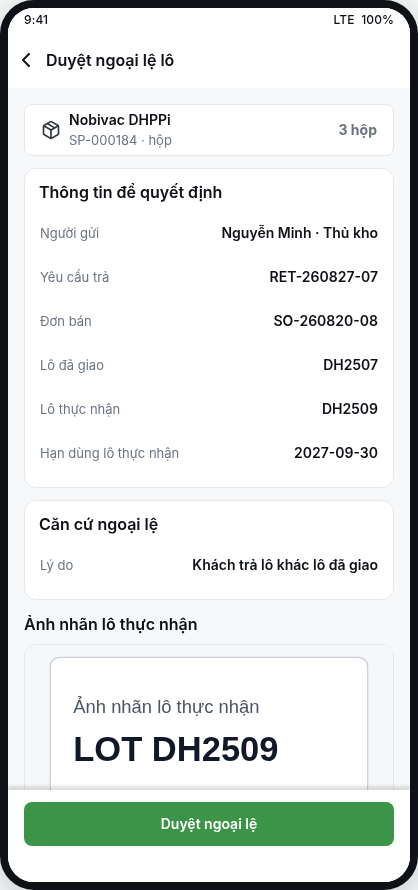 9:41
LTE 100%
Duyệt ngoại lệ lô
Nobivac DHPPi
SP-000184 · hộp
3 hộp
Thông tin để quyết định
Người gửi
Nguyễn Minh · Thủ kho
Yêu cầu trả
RET-260827-07
Đơn bán
SO-260820-08
Lô đã giao
DH2507
Lô thực nhận
DH2509
Hạn dùng lô thực nhận
2027-09-30
Căn cứ ngoại lệ
Lý do
Khách trả lô khác lô đã giao
Ảnh nhãn lô thực nhận
Ảnh nhãn lô thực nhận
LOT DH2509
Duyệt ngoại lệ